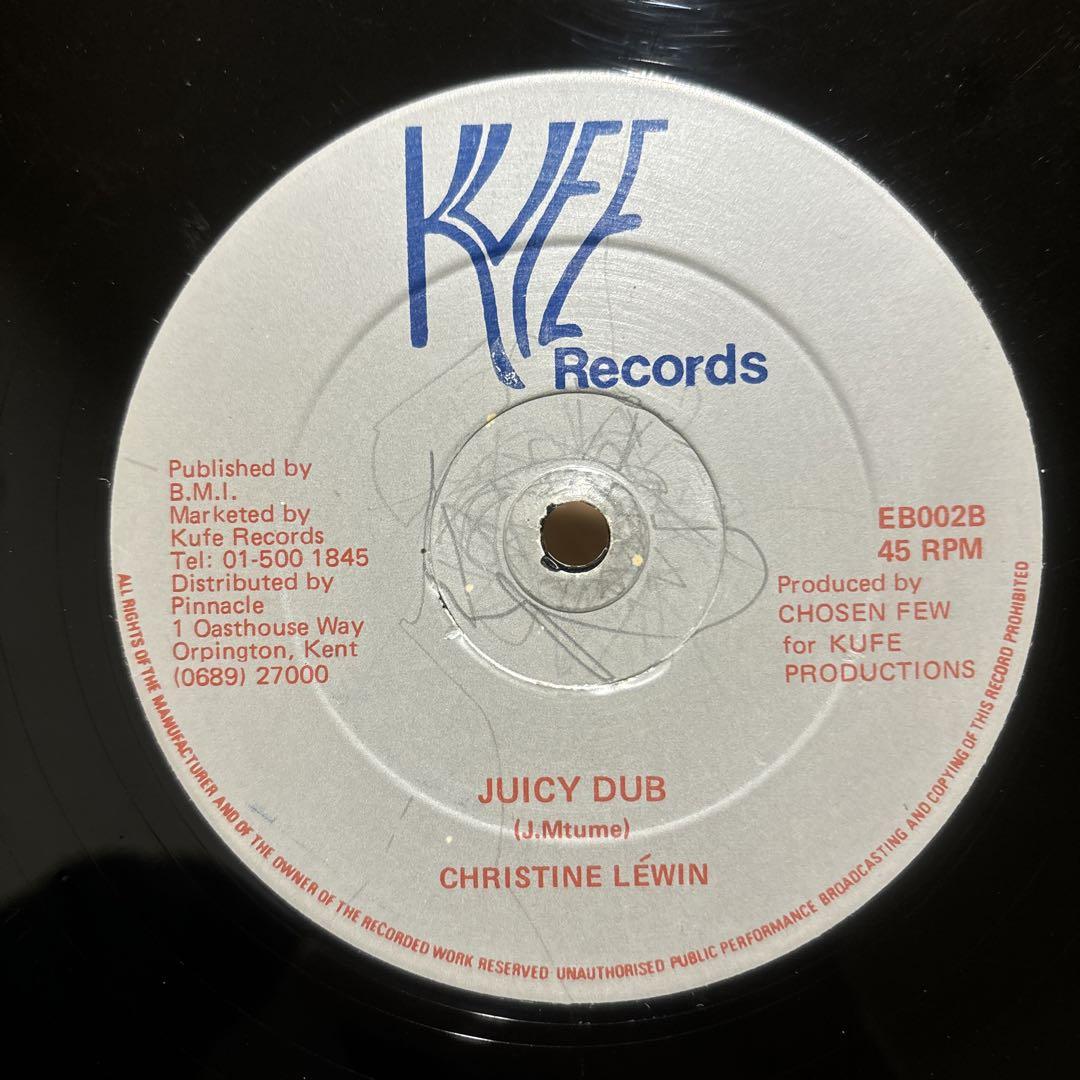 KUFE
Records
Published by
B.M.I.
Marketed by
Kufe Records
Tel: 01-500 1845
Distributed by
Pinnacle
1 Oasthouse Way
Orpington, Kent
(0689) 27000
EB002B
45 RPM
Produced by
CHOSEN FEW
for KUFE
PRODUCTIONS
JUICY DUB
(J.Mtume)
CHRISTINE LÉWIN
ALL RIGHTS OF THE MANUFACTURER AND OF THE OWNER OF THE RECORDED WORK RESERVED UNAUTHORISED PUBLIC PERFORMANCE BROADCASTING AND COPYING OF THIS RECORD PROHIBITED